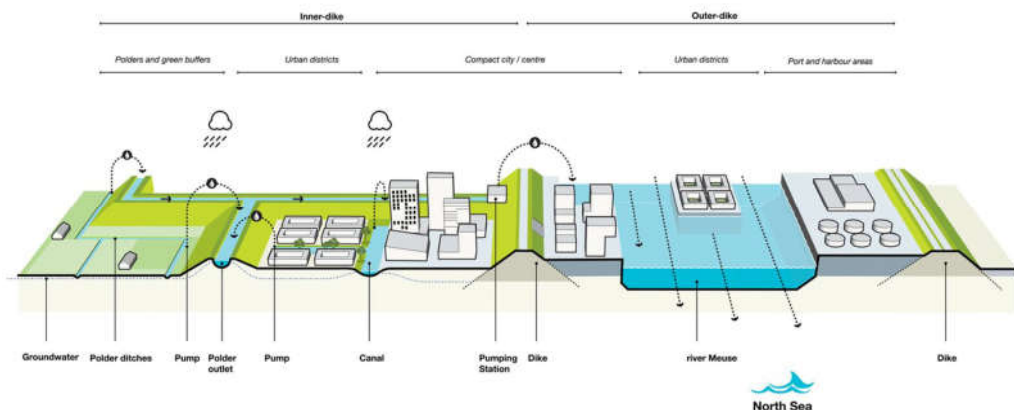 Inner-dike
Outer-dike
Polders and green buffers
Urban districts
Compact city / centre
Urban districts
Port and harbour areas
Groundwater
Polder ditches
Pump
Polder
outlet
Pump
Canal
Pumping
Station
Dike
river Meuse
Dike
North Sea